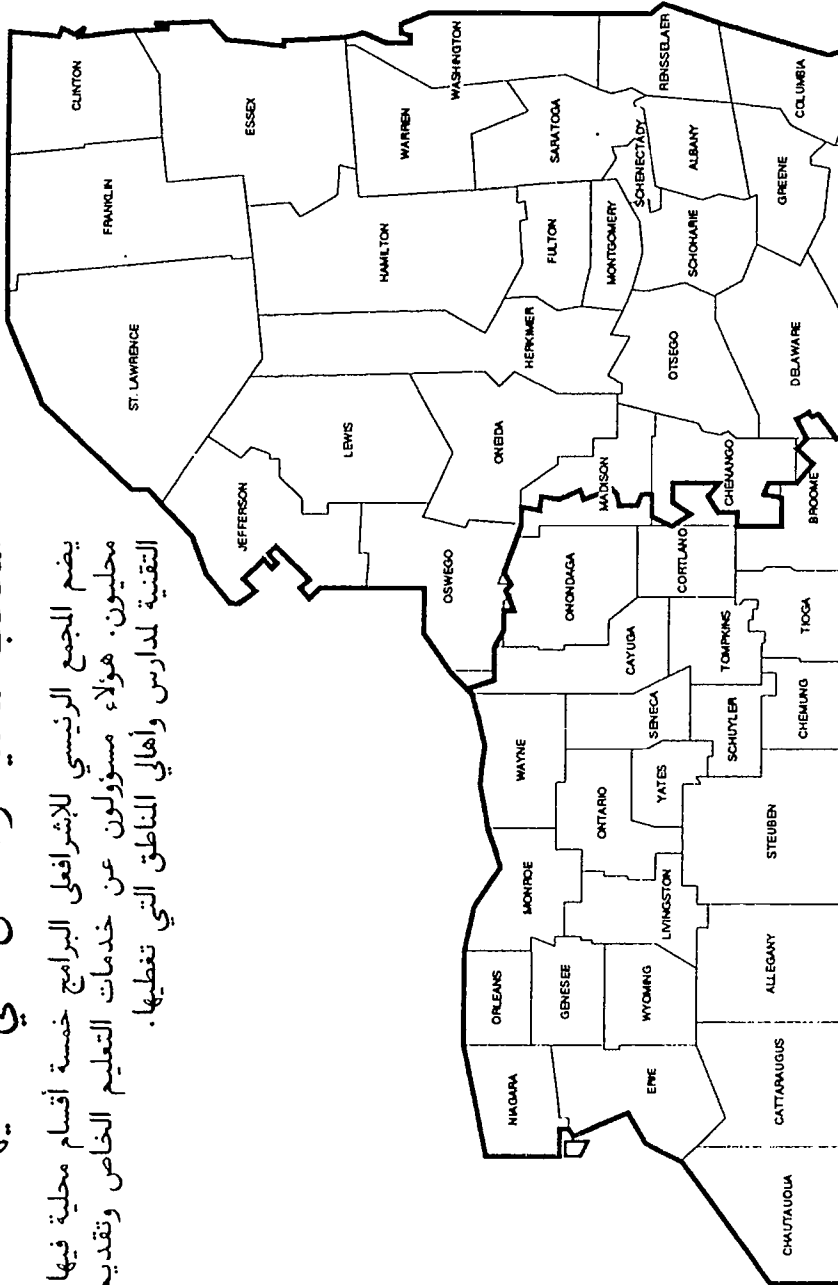 يضم المجمع الرئيسي للإشرافعلى البرامج خمسة أقسام محلية فيها
محليون. هؤلاء مسؤولون عن خدمات التعليم الخاص وتقديم
التقنية لمدارس وأهالي المناطق التي تغطيها.
CLINTON
FRANKLIN
ESSEX
ST. LAWRENCE
JEFFERSON
LEWIS
HAMILTON
WARREN
WASHINGTON
HERKIMER
ONEIDA
OSWEGO
FULTON
SARATOGA
MONTGOMERY
SCHENECTADY
RENSSELAER
ALBANY
SCHOHARIE
OTSEGO
MADISON
CHENANGO
ONONDAGA
CORTLAND
CAYUGA
WAYNE
SENECA
ONTARIO
YATES
MONROE
LIVINGSTON
ORLEANS
GENESEE
NIAGARA
WYOMING
ERIE
COLUMBIA
GREENE
DELAWARE
BROOME
TIOGA
TOMPKINS
SCHUYLER
CHEMUNG
STEUBEN
ALLEGANY
CATTARAUGUS
CHAUTAUQUA